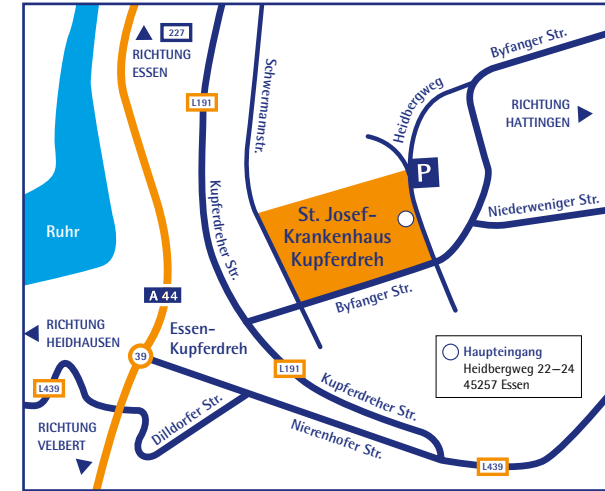 227
RICHTUNG
ESSEN
Byfanger Str.
Schwermannstr.
Heidbergweg
L191
RICHTUNG
HATTINGEN
P
Kupferdreher Str.
St. Josef-
Krankenhaus
Kupferdreh
Niederweniger Str.
Ruhr
A 44
Byfanger Str.
RICHTUNG
HEIDHAUSEN
Essen-
Kupferdreh
39
L191
Haupteingang
Heidbergweg 22–24
45257 Essen
L439
Kupferdreher Str.
Dilldorfer Str.
Nierenhofer Str.
RICHTUNG
VELBERT
L439